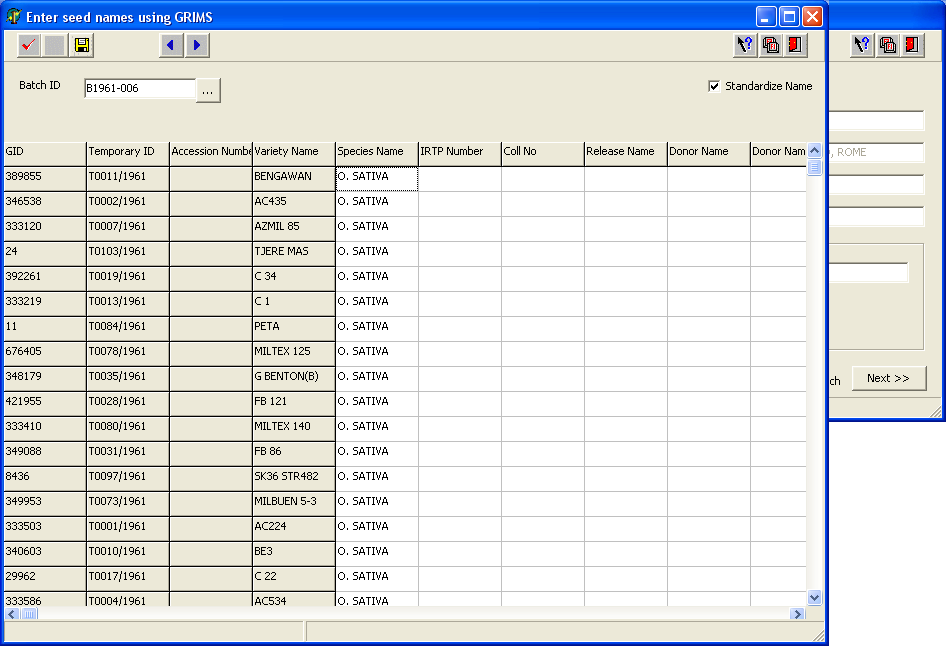 Enter seed names using GRIMS
Batch ID B1961-006 ... Standardize Name
GID Temporary ID Accession Numbe Variety Name Species Name IRTP Number Coll No Release Name Donor Name Donor Nam
389855 T0011/1961 BENGAWAN O. SATIVA
346538 T0002/1961 AC435 O. SATIVA
333120 T0007/1961 AZMIL 85 O. SATIVA
24 T0103/1961 TJERE MAS O. SATIVA
392261 T0019/1961 C 34 O. SATIVA
333219 T0013/1961 C 1 O. SATIVA
11 T0084/1961 PETA O. SATIVA
676405 T0078/1961 MILTEX 125 O. SATIVA
348179 T0035/1961 G BENTON(B) O. SATIVA
421955 T0028/1961 FB 121 O. SATIVA
333410 T0080/1961 MILTEX 140 O. SATIVA
349088 T0031/1961 FB 86 O. SATIVA
8436 T0097/1961 SK36 STR482 O. SATIVA
349953 T0073/1961 MILBUEN 5-3 O. SATIVA
333503 T0001/1961 AC224 O. SATIVA
340603 T0010/1961 BE3 O. SATIVA
29962 T0017/1961 C 22 O. SATIVA
333586 T0004/1961 AC534 O. SATIVA
, ROME
ch Next >>